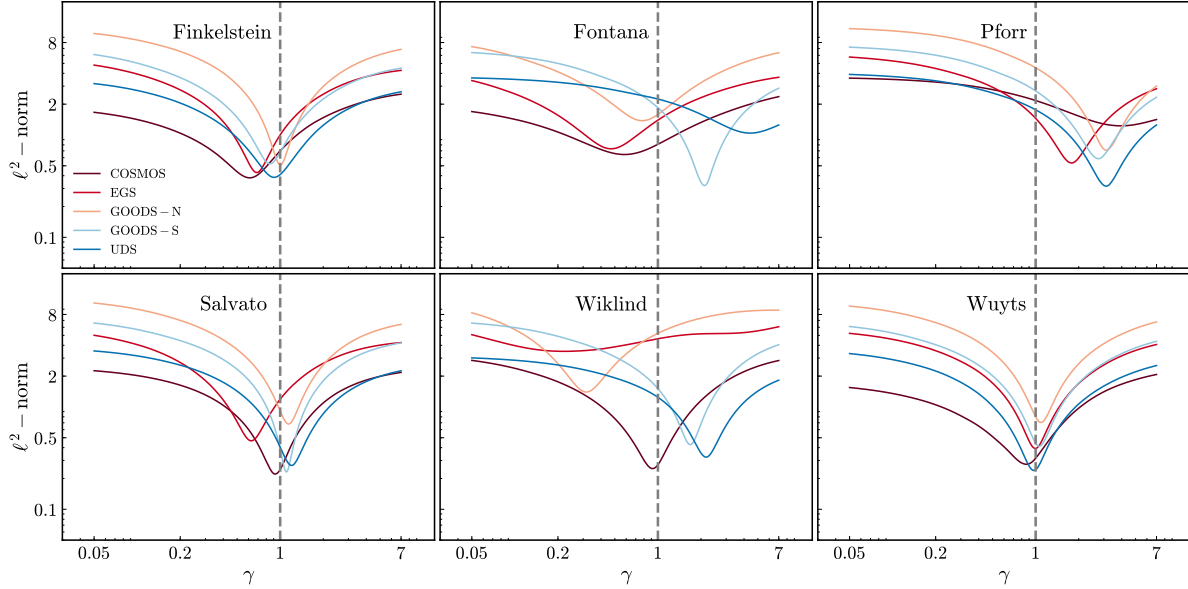 Finkelstein
Fontana
Pforr
8
2
0.5
0.1
ℓ² − norm
COSMOS
EGS
GOODS − N
GOODS − S
UDS
Salvato
Wiklind
Wuyts
8
2
0.5
0.1
ℓ² − norm
0.05 0.2 1 7
0.05 0.2 1 7
0.05 0.2 1 7
γ
γ
γ